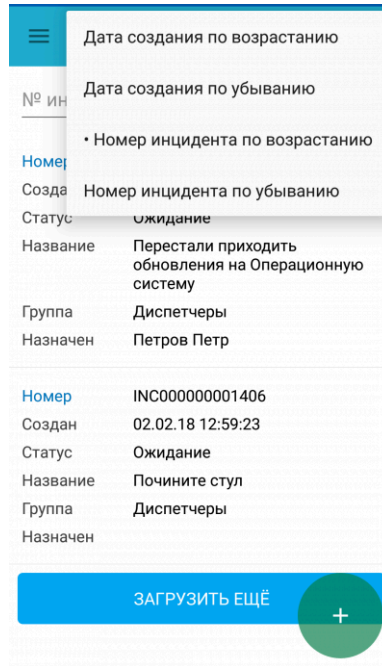 Дата создания по возрастанию
Дата создания по убыванию
• Номер инцидента по возрастанию
Номер инцидента по убыванию
№ ин
Номер
Созда
Статус Ожидание
Название Перестали приходить
обновления на Операционную
систему
Группа Диспетчеры
Назначен Петров Петр
Номер INC000000001406
Создан 02.02.18 12:59:23
Статус Ожидание
Название Почините стул
Группа Диспетчеры
Назначен
ЗАГРУЗИТЬ ЕЩЁ
+